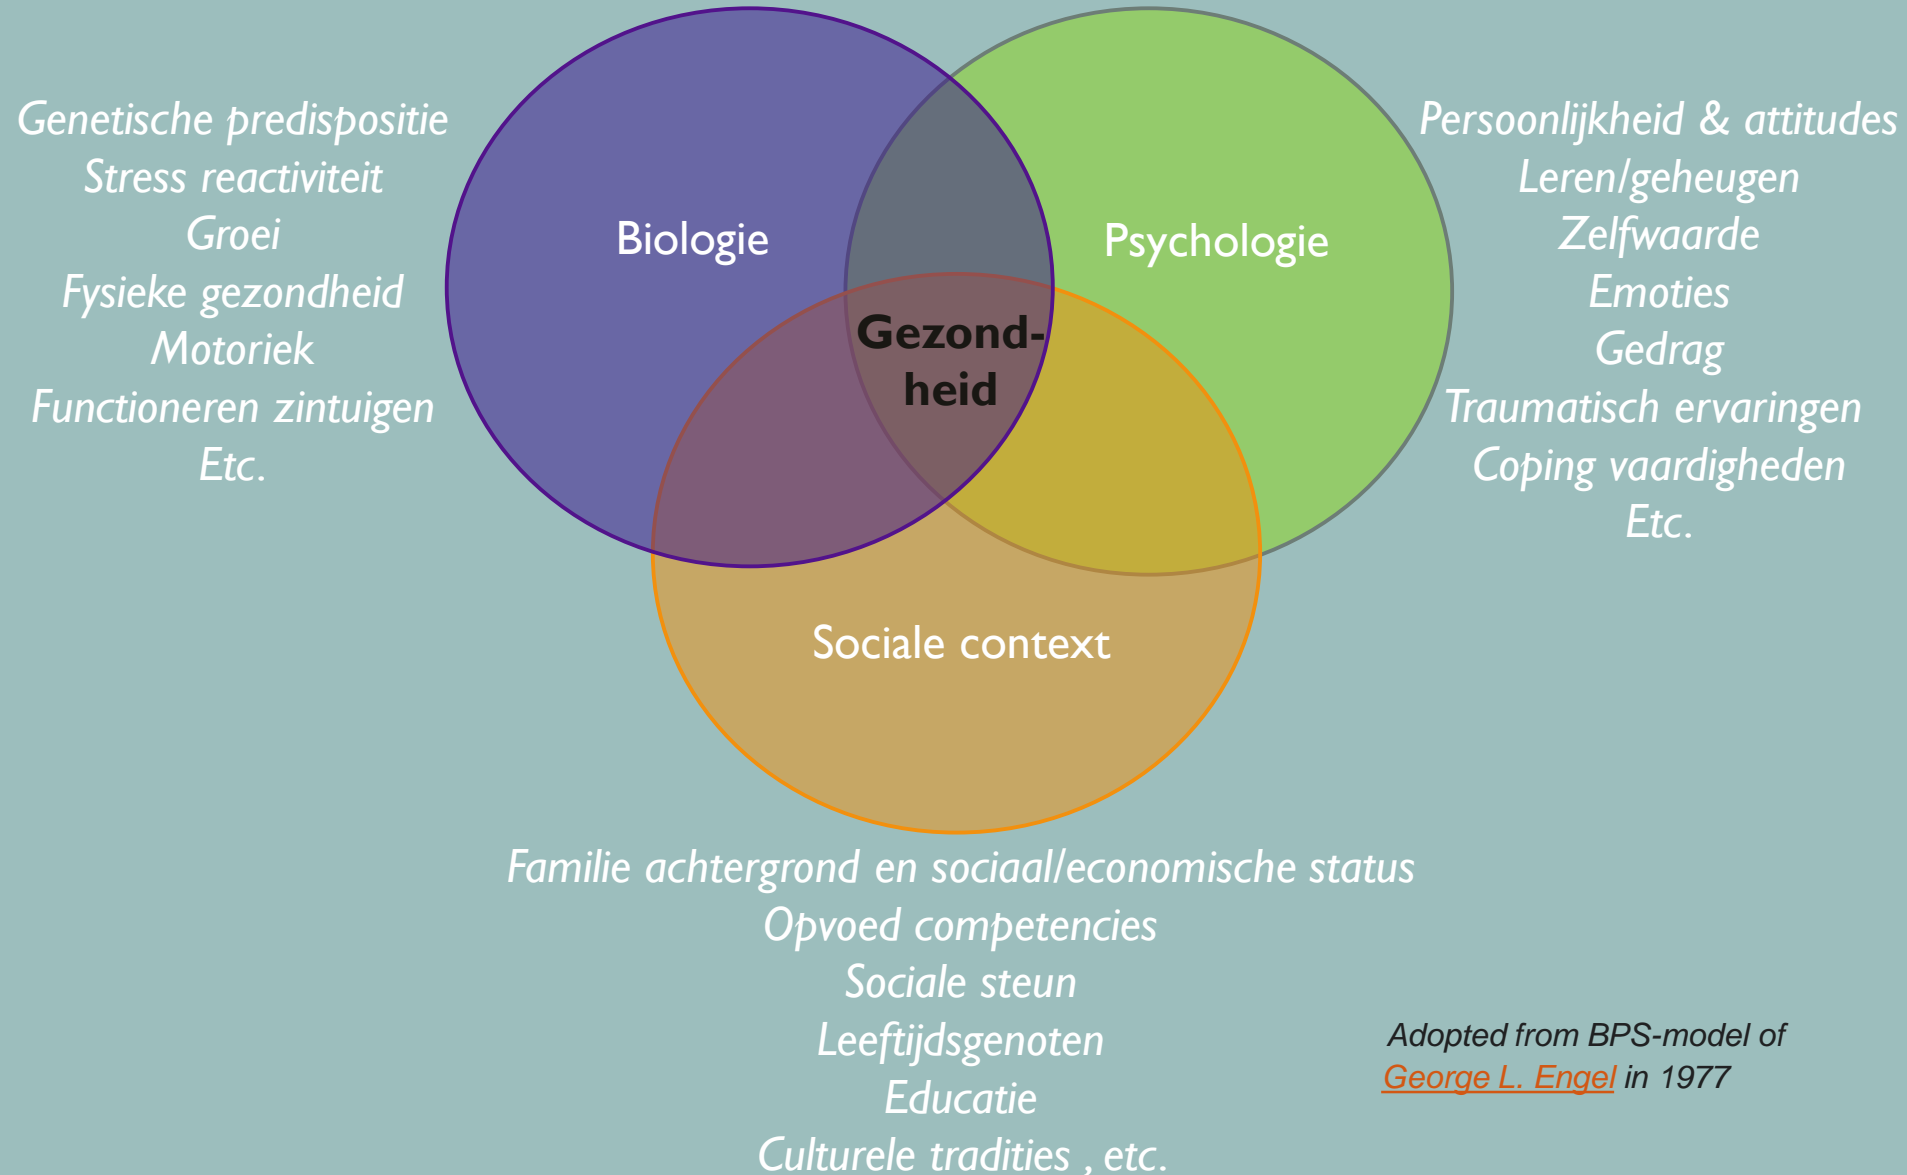 Genetische predispositie
Stress reactiviteit
Groei
Fysieke gezondheid
Motoriek
Functioneren zintuigen
Etc.
Biologie
Psychologie
Gezond-
heid
Sociale context
Persoonlijkheid & attitudes
Leren/geheugen
Zelfwaarde
Emoties
Gedrag
Traumatisch ervaringen
Coping vaardigheden
Etc.
Familie achtergrond en sociaal/economische status
Opvoed competencies
Sociale steun
Leeftijdsgenoten
Educatie
Culturele tradities , etc.
Adopted from BPS-model of
George L. Engel in 1977